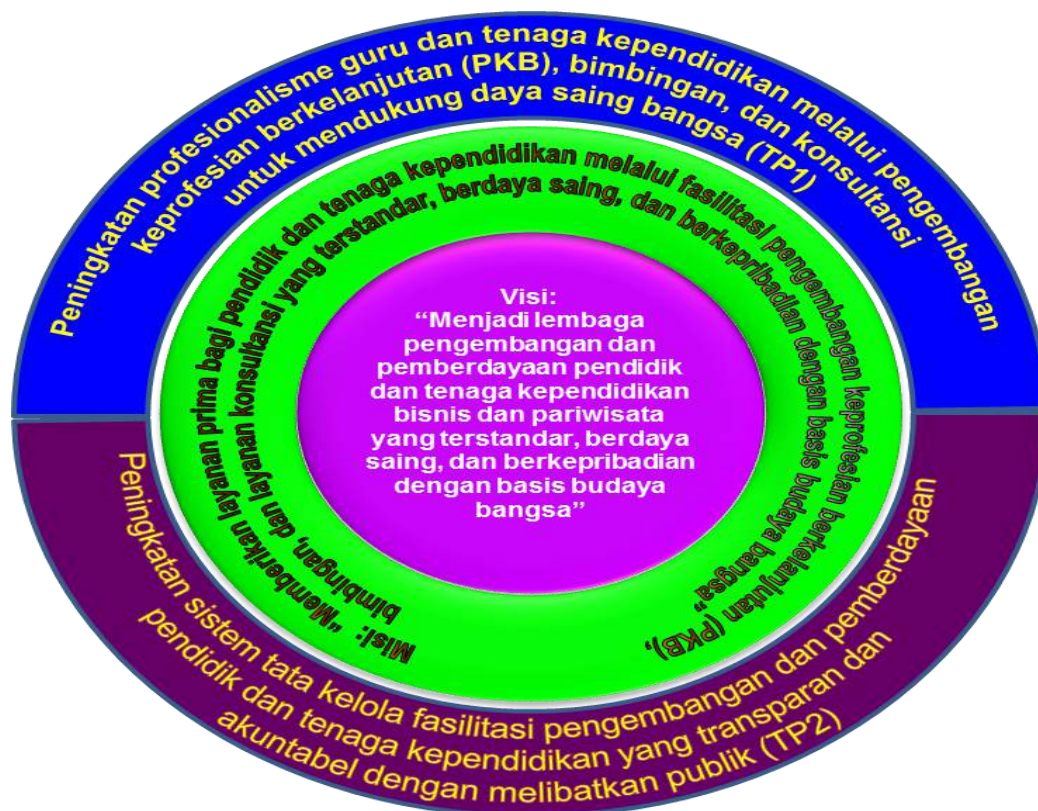 Peningkatan profesionalisme guru dan tenaga kependidikan melalui pengembangan
keprofesian berkelanjutan (PKB), bimbingan, dan konsultansi
untuk mendukung daya saing bangsa (TP1)
Misi: “Memberikan layanan prima bagi pendidik dan tenaga kependidikan melalui fasilitasi pengembangan keprofesian berkelanjutan (PKB),
bimbingan, dan layanan konsultansi yang terstandar, berdaya saing, dan berkepribadian dengan basis budaya bangsa”
Visi:
“Menjadi lembaga
pengembangan dan
pemberdayaan pendidik
dan tenaga kependidikan
bisnis dan pariwisata
yang terstandar, berdaya
saing, dan berkepribadian
dengan basis budaya
bangsa”
Peningkatan sistem tata kelola fasilitasi pengembangan dan pemberdayaan
pendidik dan tenaga kependidikan yang transparan dan
akuntabel dengan melibatkan publik (TP2)